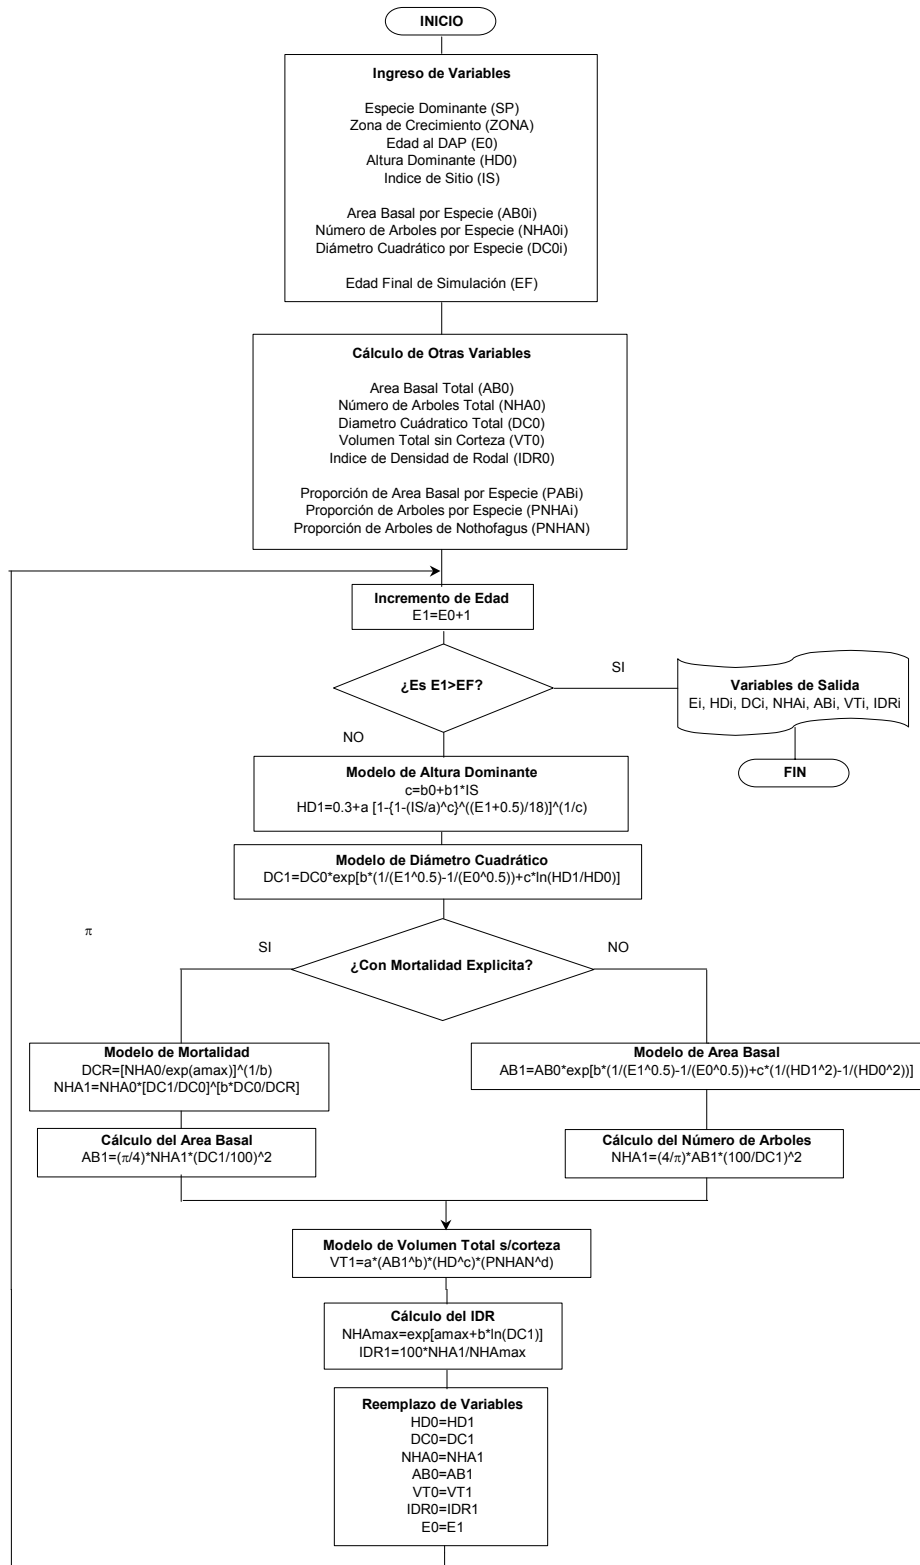 INICIO
Ingreso de Variables
Especie Dominante (SP)
Zona de Crecimiento (ZONA)
Edad al DAP (E0)
Altura Dominante (HD0)
Indice de Sitio (IS)
Area Basal por Especie (AB0i)
Número de Arboles por Especie (NHA0i)
Diámetro Cuadrático por Especie (DC0i)
Edad Final de Simulación (EF)
Cálculo de Otras Variables
Area Basal Total (AB0)
Número de Arboles Total (NHA0)
Diametro Cuádratico Total (DC0)
Volumen Total sin Corteza (VT0)
Indice de Densidad de Rodal (IDR0)
Proporción de Area Basal por Especie (PABi)
Proporción de Arboles por Especie (PNHAi)
Proporción de Arboles de Nothofagus (PNHAN)
Incremento de Edad
E1=E0+1
¿Es E1>EF?
SI
Variables de Salida
Ei, HDi, DCi, NHAi, ABi, VTi, IDRi
FIN
NO
Modelo de Altura Dominante
c=b0+b1*IS
HD1=0.3+a [1-{1-(IS/a)^c}^((E1+0.5)/18)]^(1/c)
Modelo de Diámetro Cuadrático
DC1=DC0*exp[b*(1/(E1^0.5)-1/(E0^0.5))+c*ln(HD1/HD0)]
π
SI
NO
¿Con Mortalidad Explicita?
Modelo de Mortalidad
DCR=[NHA0/exp(amax)]^(1/b)
NHA1=NHA0*[DC1/DC0]^[b*DC0/DCR]
Modelo de Area Basal
AB1=AB0*exp[b*(1/(E1^0.5)-1/(E0^0.5))+c*(1/(HD1^2)-1/(HD0^2))]
Cálculo del Area Basal
AB1=(π/4)*NHA1*(DC1/100)^2
Cálculo del Número de Arboles
NHA1=(4/π)*AB1*(100/DC1)^2
Modelo de Volumen Total s/corteza
VT1=a*(AB1^b)*(HD^c)*(PNHAN^d)
Cálculo del IDR
NHAmax=exp[amax+b*ln(DC1)]
IDR1=100*NHA1/NHAmax
Reemplazo de Variables
HD0=HD1
DC0=DC1
NHA0=NHA1
AB0=AB1
VT0=VT1
IDR0=IDR1
E0=E1